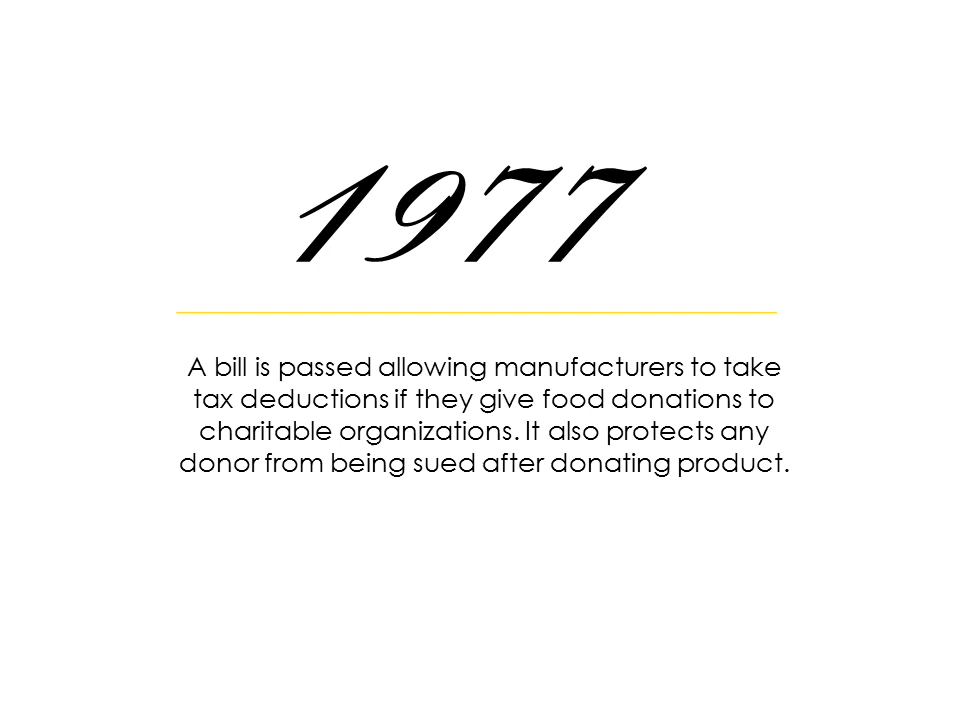 1977
A bill is passed allowing manufacturers to take
tax deductions if they give food donations to
charitable organizations. It also protects any
donor from being sued after donating product.